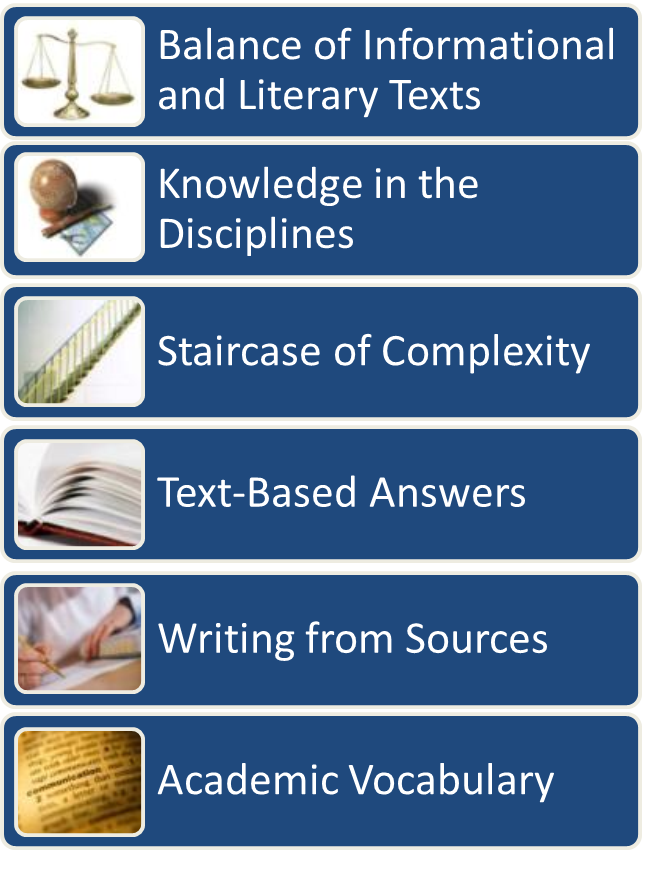 Balance of Informational
and Literary Texts
Knowledge in the
Disciplines
Staircase of Complexity
Text-Based Answers
Writing from Sources
communication
Academic Vocabulary